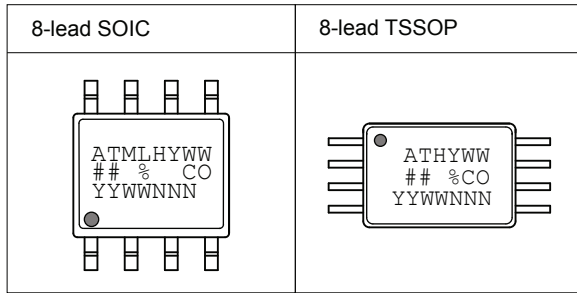 8-lead SOIC
8-lead TSSOP
ATMLHYWW
## % CO
YYWWNNN
ATHYWW
## %CO
YYWWNNN